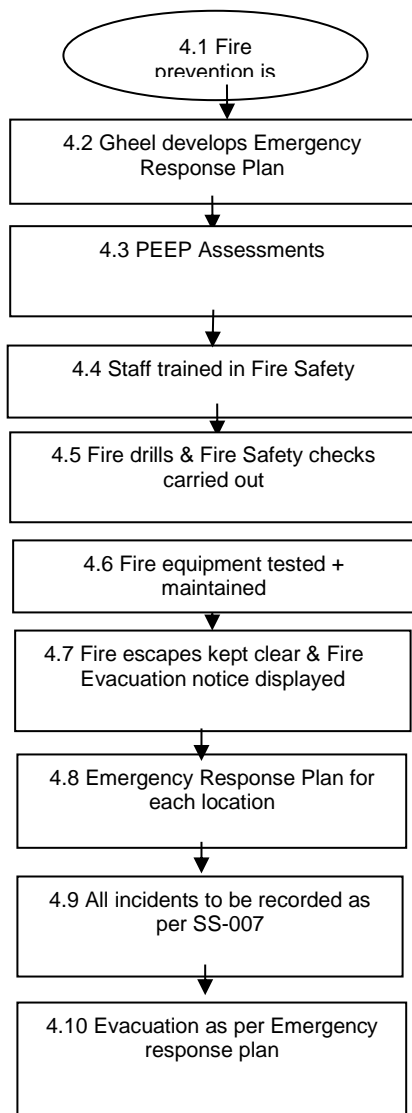 4.1 Fire
prevention is
4.2 Gheel develops Emergency
Response Plan
4.3 PEEP Assessments
4.4 Staff trained in Fire Safety
4.5 Fire drills & Fire Safety checks
carried out
4.6 Fire equipment tested +
maintained
4.7 Fire escapes kept clear & Fire
Evacuation notice displayed
4.8 Emergency Response Plan for
each location
4.9 All incidents to be recorded as
per SS-007
4.10 Evacuation as per Emergency
response plan